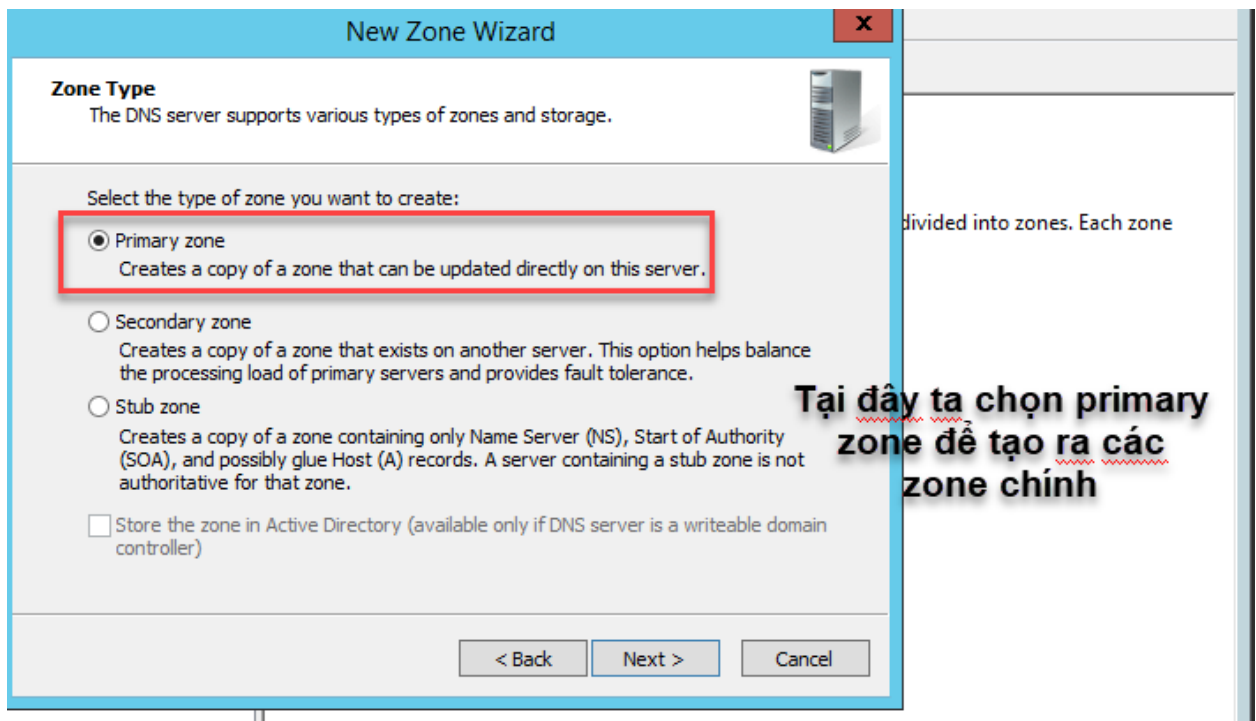 New Zone Wizard
x
Zone Type
The DNS server supports various types of zones and storage.
Select the type of zone you want to create:
Primary zone
Creates a copy of a zone that can be updated directly on this server.
divided into zones. Each zone
Secondary zone
Creates a copy of a zone that exists on another server. This option helps balance
the processing load of primary servers and provides fault tolerance.
Stub zone
Creates a copy of a zone containing only Name Server (NS), Start of Authority
(SOA), and possibly glue Host (A) records. A server containing a stub zone is not
authoritative for that zone.
Tại đây ta chọn primary
zone để tạo ra các
zone chính
Store the zone in Active Directory (available only if DNS server is a writeable domain
controller)
< Back
Next >
Cancel